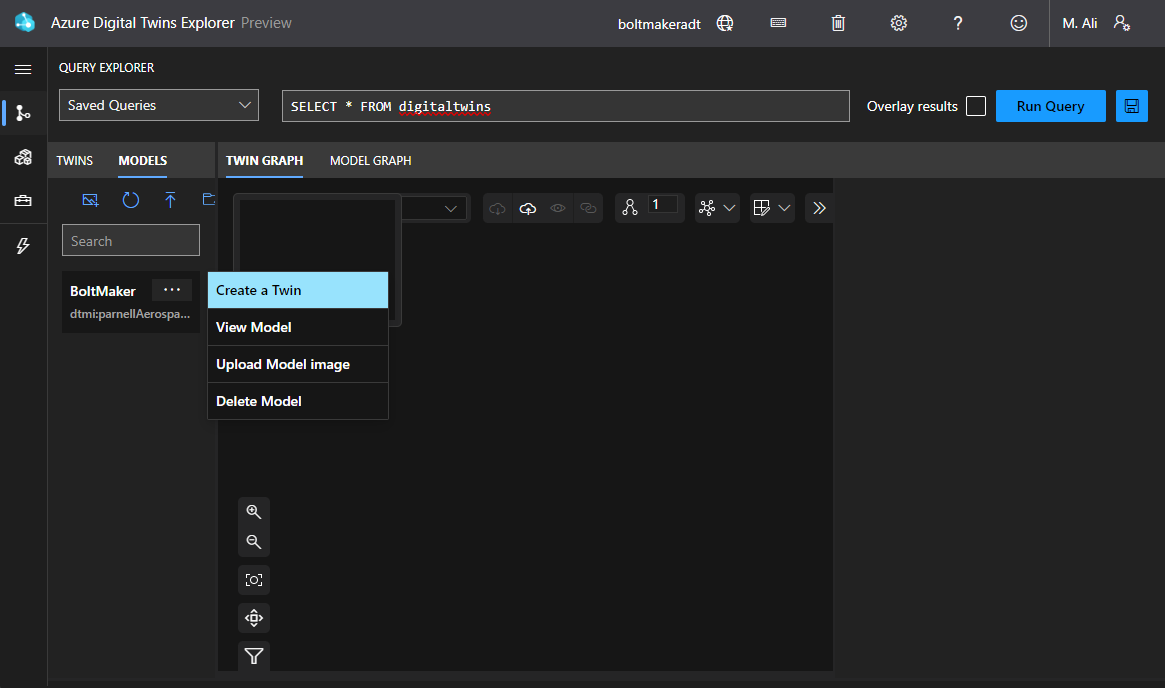 Azure Digital Twins Explorer Preview
boltmakeradt
?
M. Ali
QUERY EXPLORER
Saved Queries
SELECT * FROM digitaltwins
Overlay results
Run Query
TWINS
MODELS
TWIN GRAPH
MODEL GRAPH
1
Search
BoltMaker
...
dtmi:parnellAerospa...
Create a Twin
View Model
Upload Model image
Delete Model